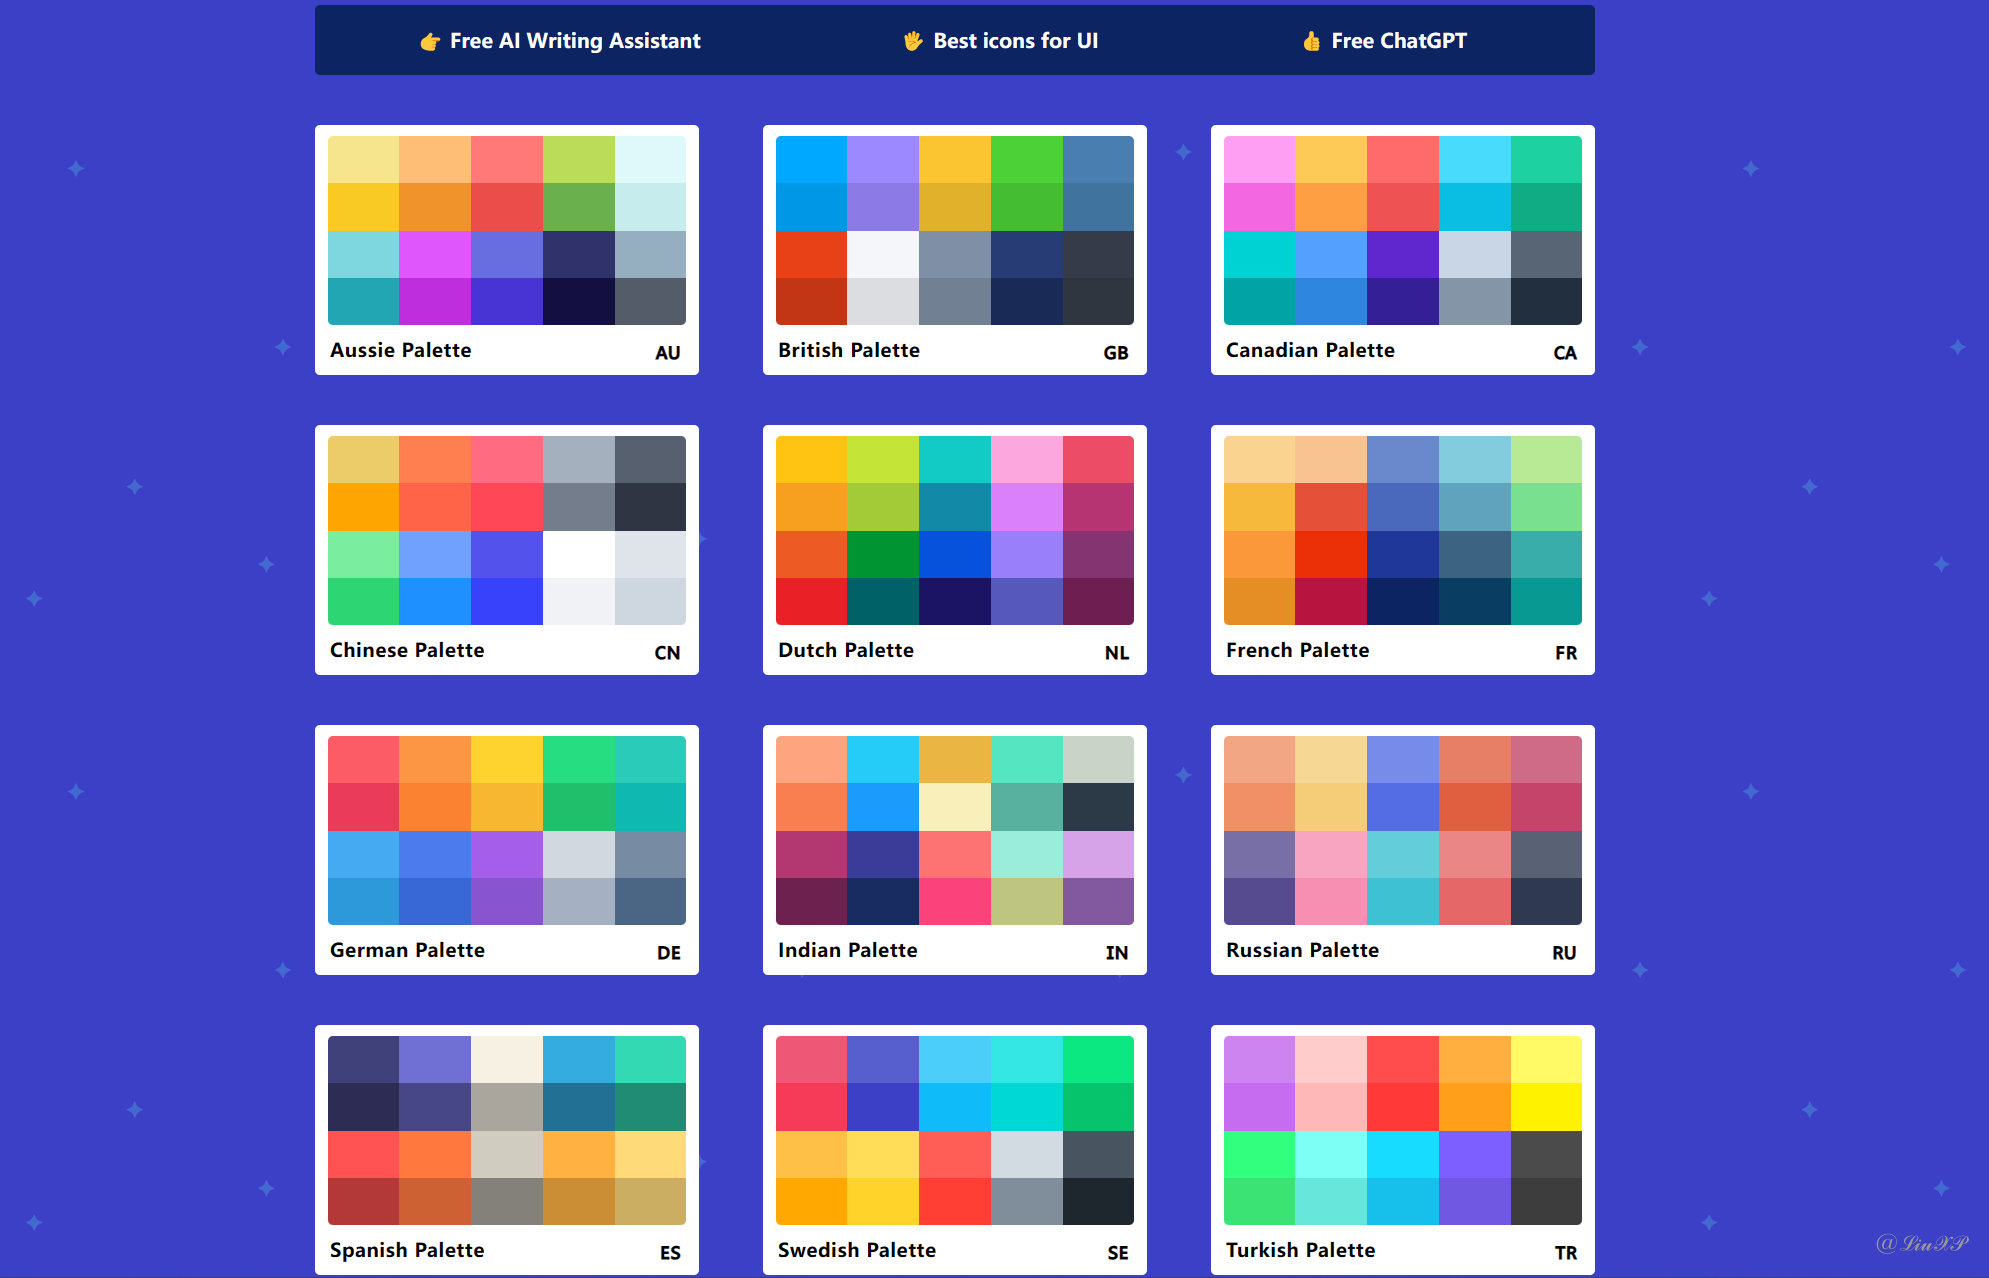 👉 Free AI Writing Assistant
🖐 Best icons for UI
👍 Free ChatGPT
Aussie Palette AU
British Palette GB
Canadian Palette CA
Chinese Palette CN
Dutch Palette NL
French Palette FR
German Palette DE
Indian Palette IN
Russian Palette RU
Spanish Palette ES
Swedish Palette SE
Turkish Palette TR
@LiuXP